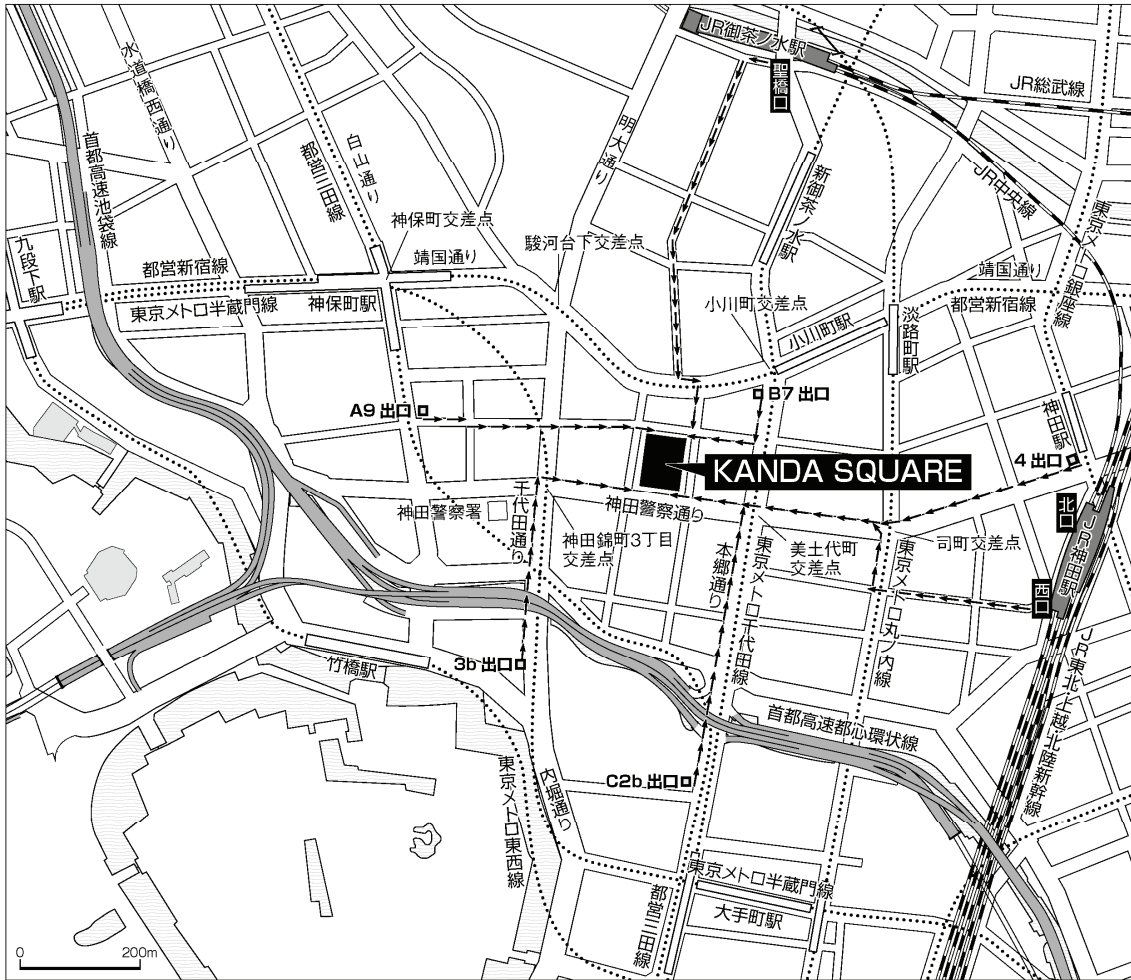 JR御茶ノ水駅
聖橋口
JR総武線
水道橋西通り
首都高速池袋線
都営三田線
白山通り
明大通り
新御茶ノ水駅
JR中央線
東京メトロ銀座線
神保町交差点
駿河台下交差点
靖国通り
靖国通り
九段下駅
都営新宿線
東京メトロ半蔵門線
神保町駅
小川町交差点
小川町駅
淡路町駅
都営新宿線
A9 出口
B7 出口
神田駅
4 出口
KANDA SQUARE
北口
JR神田駅
神田警察署
千代田通り
神田警察通り
神田錦町3丁目
交差点
本郷通り
東京メトロ千代田線
美土代町
交差点
東京メトロ丸ノ内線
司町交差点
西口
竹橋駅
3b 出口
JR東北上越北陸新幹線
首都高速都心環状線
C2b 出口
東京メトロ東西線
内堀通り
東京メトロ半蔵門線
大手町駅
都営三田線
0
200m